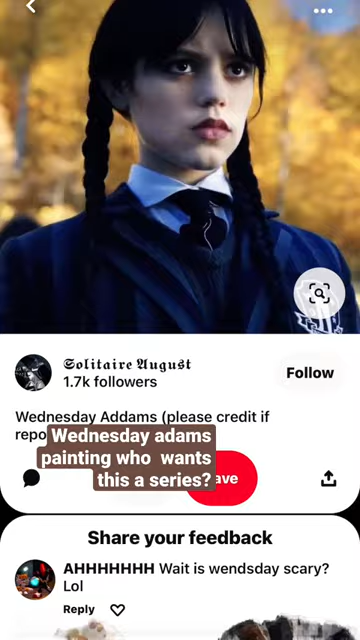 𝕾𝖔𝖑𝖎𝖙𝖆𝖎𝖗𝖊 𝕬𝖚𝖌𝖚𝖘𝖙
1.7k followers
Follow
Wednesday Addams (please credit if
repo
Wednesday adams
painting who wants
this a series?
ave
Share your feedback
AHHHHHHH Wait is wendsday scary?
Lol
Reply